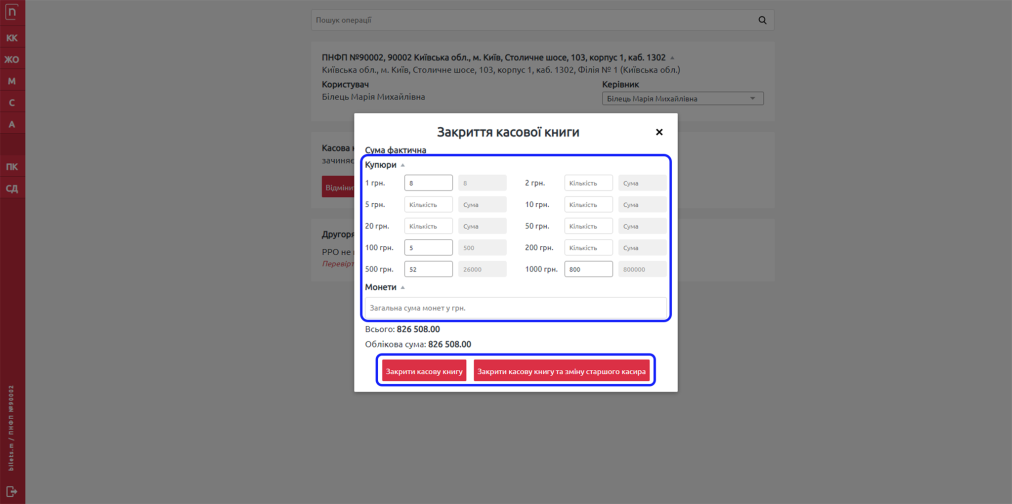 n
Пошук операції
КК
ЖО
М
С
А
ПК
СД
ПНФП №90002, 90002 Київська обл., м. Київ, Столичне шосе, 103, корпус 1, каб. 1302
Київська обл., м. Київ, Столичне шосе, 103, корпус 1, каб. 1302, Філія № 1 (Київська обл.)
Користувач Керівник
Білець Марія Михайлівна Білець Марія Михайлівна
Касова
зачиняє
Відміни
Другоря
РРО не
Перевірт
Закриття касової книги
Сума фактична
Купюри
1 грн. 8 8 2 грн. Кількість Сума
5 грн. Кількість Сума 10 грн. Кількість Сума
20 грн. Кількість Сума 50 грн. Кількість Сума
100 грн. 5 500 200 грн. Кількість Сума
500 грн. 52 26000 1000 грн. 800 800000
Монети
Загальна сума монет у грн.
Всього: 826 508.00
Облікова сума: 826 508.00
Закрити касову книгу Закрити касову книгу та зміну старшого касира
bilets.m / ПНФП №90002